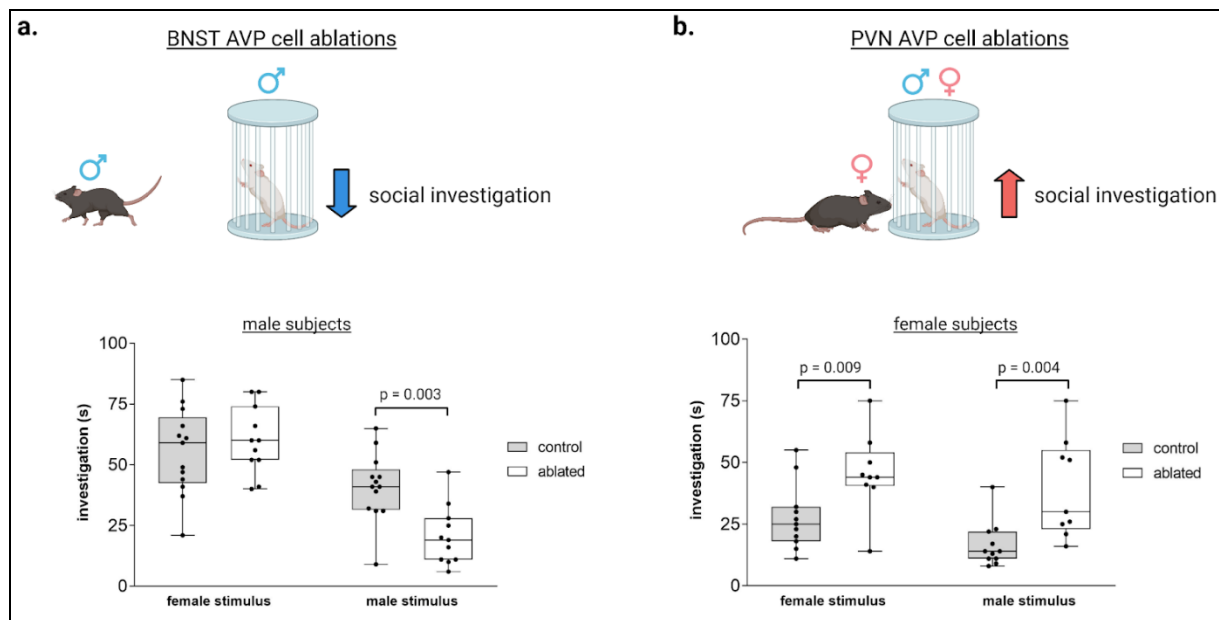 a.
BNST AVP cell ablations
♂
♂
social investigation
male subjects
100
75
50
25
0
investigation (s)
p = 0.003
control
ablated
female stimulus
male stimulus
b.
PVN AVP cell ablations
♂ ♀
♀
social investigation
female subjects
100
75
50
25
0
investigation (s)
p = 0.009
p = 0.004
control
ablated
female stimulus
male stimulus